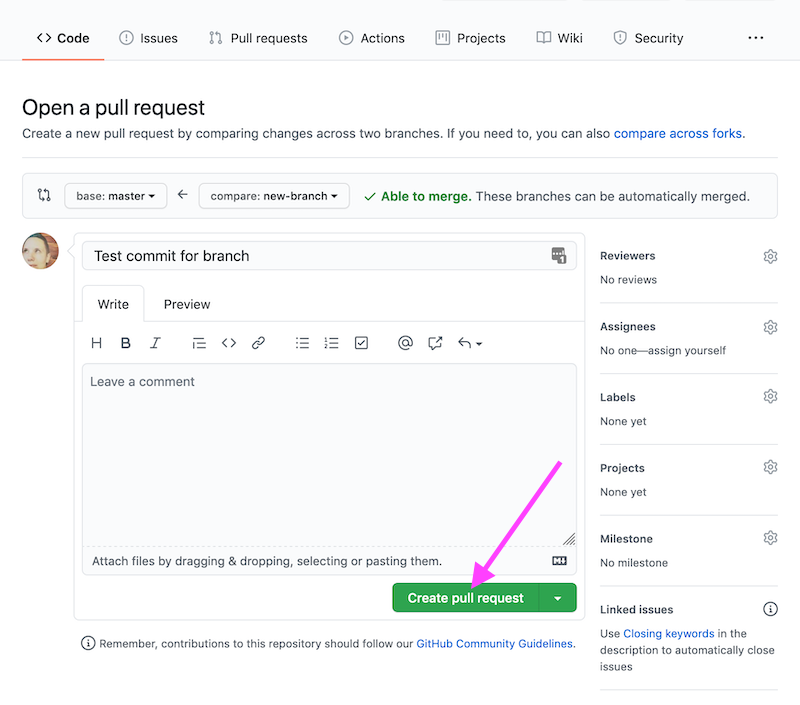 Code Issues Pull requests Actions Projects Wiki Security ...
Open a pull request
Create a new pull request by comparing changes across two branches. If you need to, you can also compare across forks.
base: master compare: new-branch Able to merge. These branches can be automatically merged.
Test commit for branch 1
Write Preview
H B I @
Leave a comment
Attach files by dragging & dropping, selecting or pasting them.
Create pull request
Remember, contributions to this repository should follow our GitHub Community Guidelines.
Reviewers
No reviews
Assignees
No one—assign yourself
Labels
None yet
Projects
None yet
Milestone
No milestone
Linked issues
Use Closing keywords in the
description to automatically close
issues